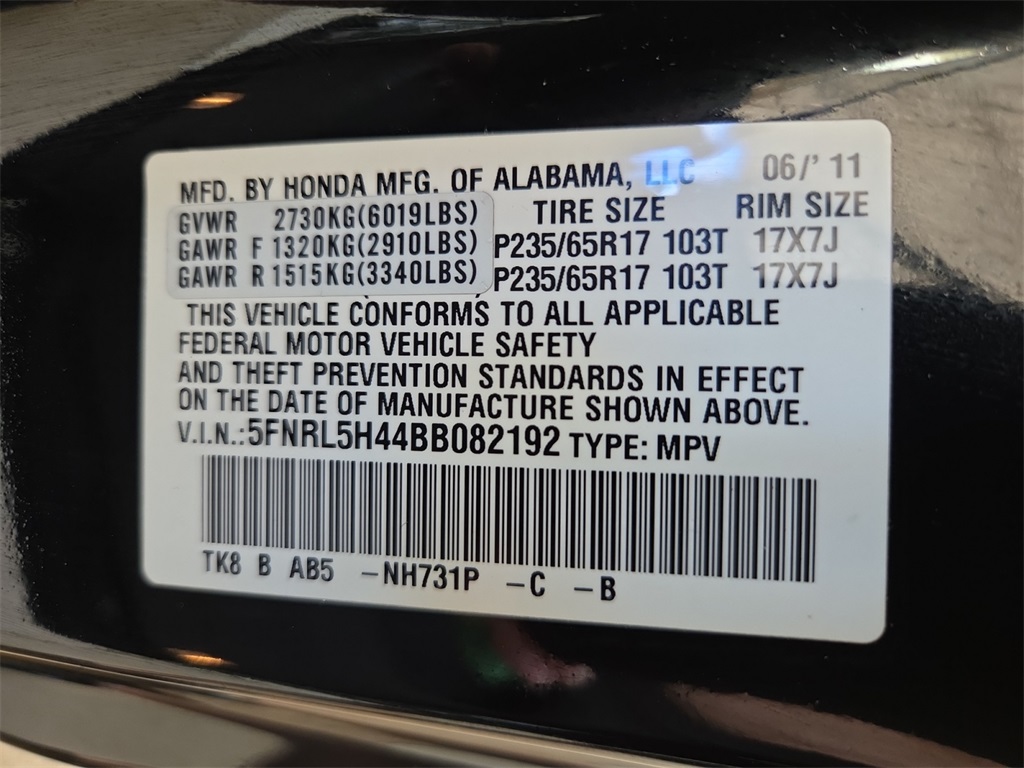 MFD. BY HONDA MFG. OF ALABAMA, LLC 06/' 11
GVWR 2730KG(6019LBS) TIRE SIZE RIM SIZE
GAWR F 1320KG(2910LBS) P235/65R17 103T 17X7J
GAWR R 1515KG(3340LBS) P235/65R17 103T 17X7J
THIS VEHICLE CONFORMS TO ALL APPLICABLE
FEDERAL MOTOR VEHICLE SAFETY
AND THEFT PREVENTION STANDARDS IN EFFECT
ON THE DATE OF MANUFACTURE SHOWN ABOVE.
V.I.N.:5FNRL5H44BB082192 TYPE: MPV
TK8 B AB5 –NH731P –C –B